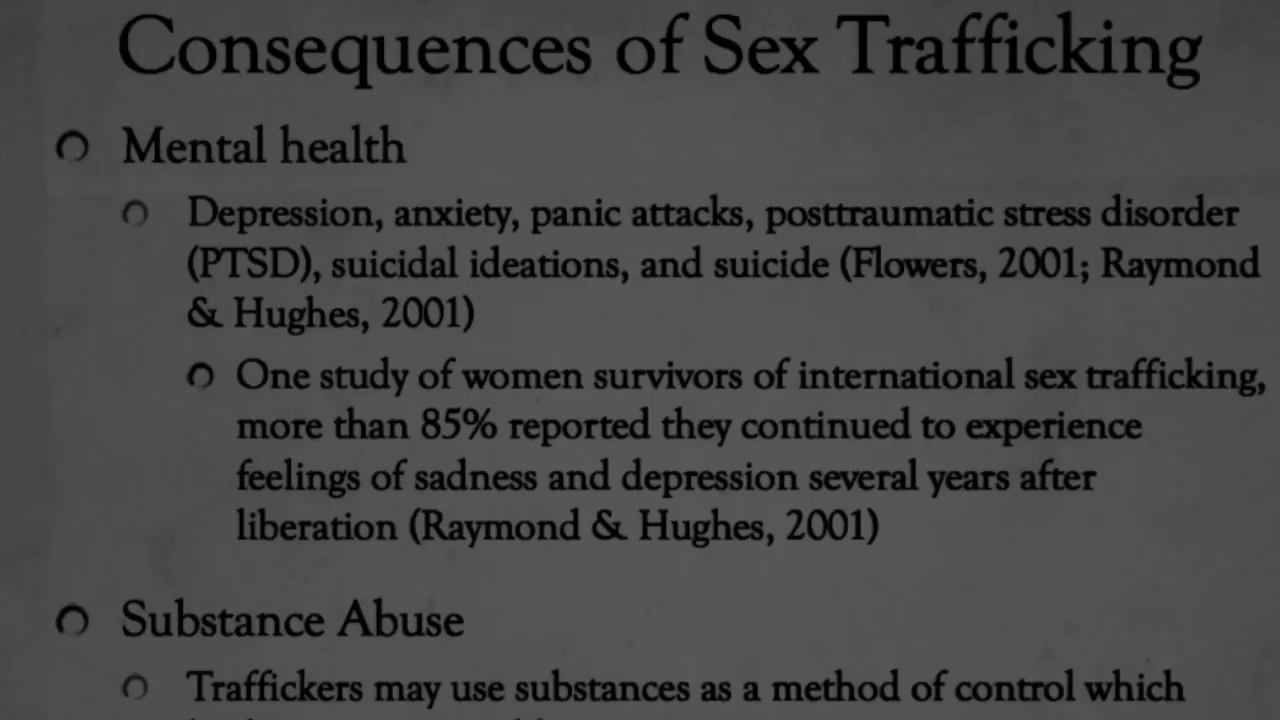 Consequences of Sex Trafficking
Mental health
Depression, anxiety, panic attacks, posttraumatic stress disorder
(PTSD), suicidal ideations, and suicide (Flowers, 2001; Raymond
& Hughes, 2001)
One study of women survivors of international sex trafficking,
more than 85% reported they continued to experience
feelings of sadness and depression several years after
liberation (Raymond & Hughes, 2001)
Substance Abuse
Traffickers may use substances as a method of control which